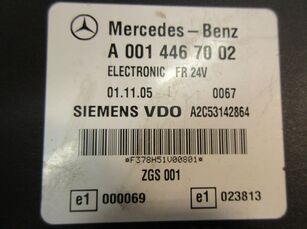 Mercedes-Benz
A 001 446 70 02
ELECTRONIC FR 24V
01.11.05 0067
SIEMENS VDO A2C53142864
*F378H51V00801*
ZGS 001
e1 000069 e1 023813